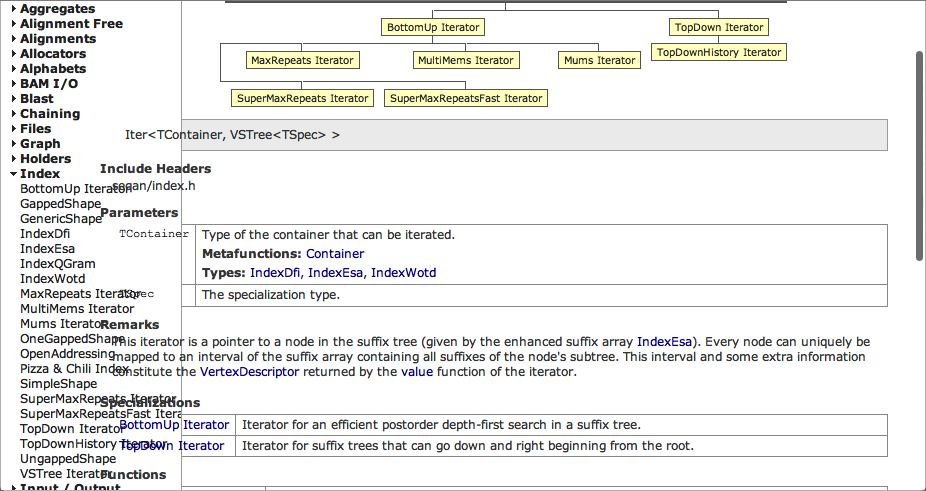 Aggregates
Alignment Free
Alignments
Allocators
Alphabets
BAM I/O
Blast
Chaining
Files
Graph
Holders
Index
BottomUp Iterator
GappedShape
GenericShape
IndexDfi
IndexEsa
IndexQGram
IndexWotd
MaxRepeats Iterator
MultiMems Iterator
Mums Iterator
OneGappedShape
OpenAddressing
Pizza & Chili Index
SimpleShape
SuperMaxRepeats Iterator
SuperMaxRepeatsFast Itera
TopDown Iterator
TopDownHistory Iterator
UngappedShape
VSTree Iterator
Input / Output
BottomUp Iterator
TopDown Iterator
MaxRepeats Iterator
MultiMems Iterator
Mums Iterator
TopDownHistory Iterator
SuperMaxRepeats Iterator
SuperMaxRepeatsFast Iterator
Iter<TContainer, VSTree<TSpec> >
Include Headers
seqan/index.h
Parameters
TContainer
Type of the container that can be iterated.
Metafunctions: Container
Types: IndexDfi, IndexEsa, IndexWotd
TSpec
The specialization type.
Remarks
This iterator is a pointer to a node in the suffix tree (given by the enhanced suffix array IndexEsa). Every node can uniquely be
mapped to an interval of the suffix array containing all suffixes of the node's subtree. This interval and some extra information
constitute the VertexDescriptor returned by the value function of the iterator.
Specializations
BottomUp Iterator
Iterator for an efficient postorder depth-first search in a suffix tree.
TopDown Iterator
Iterator for suffix trees that can go down and right beginning from the root.
Functions